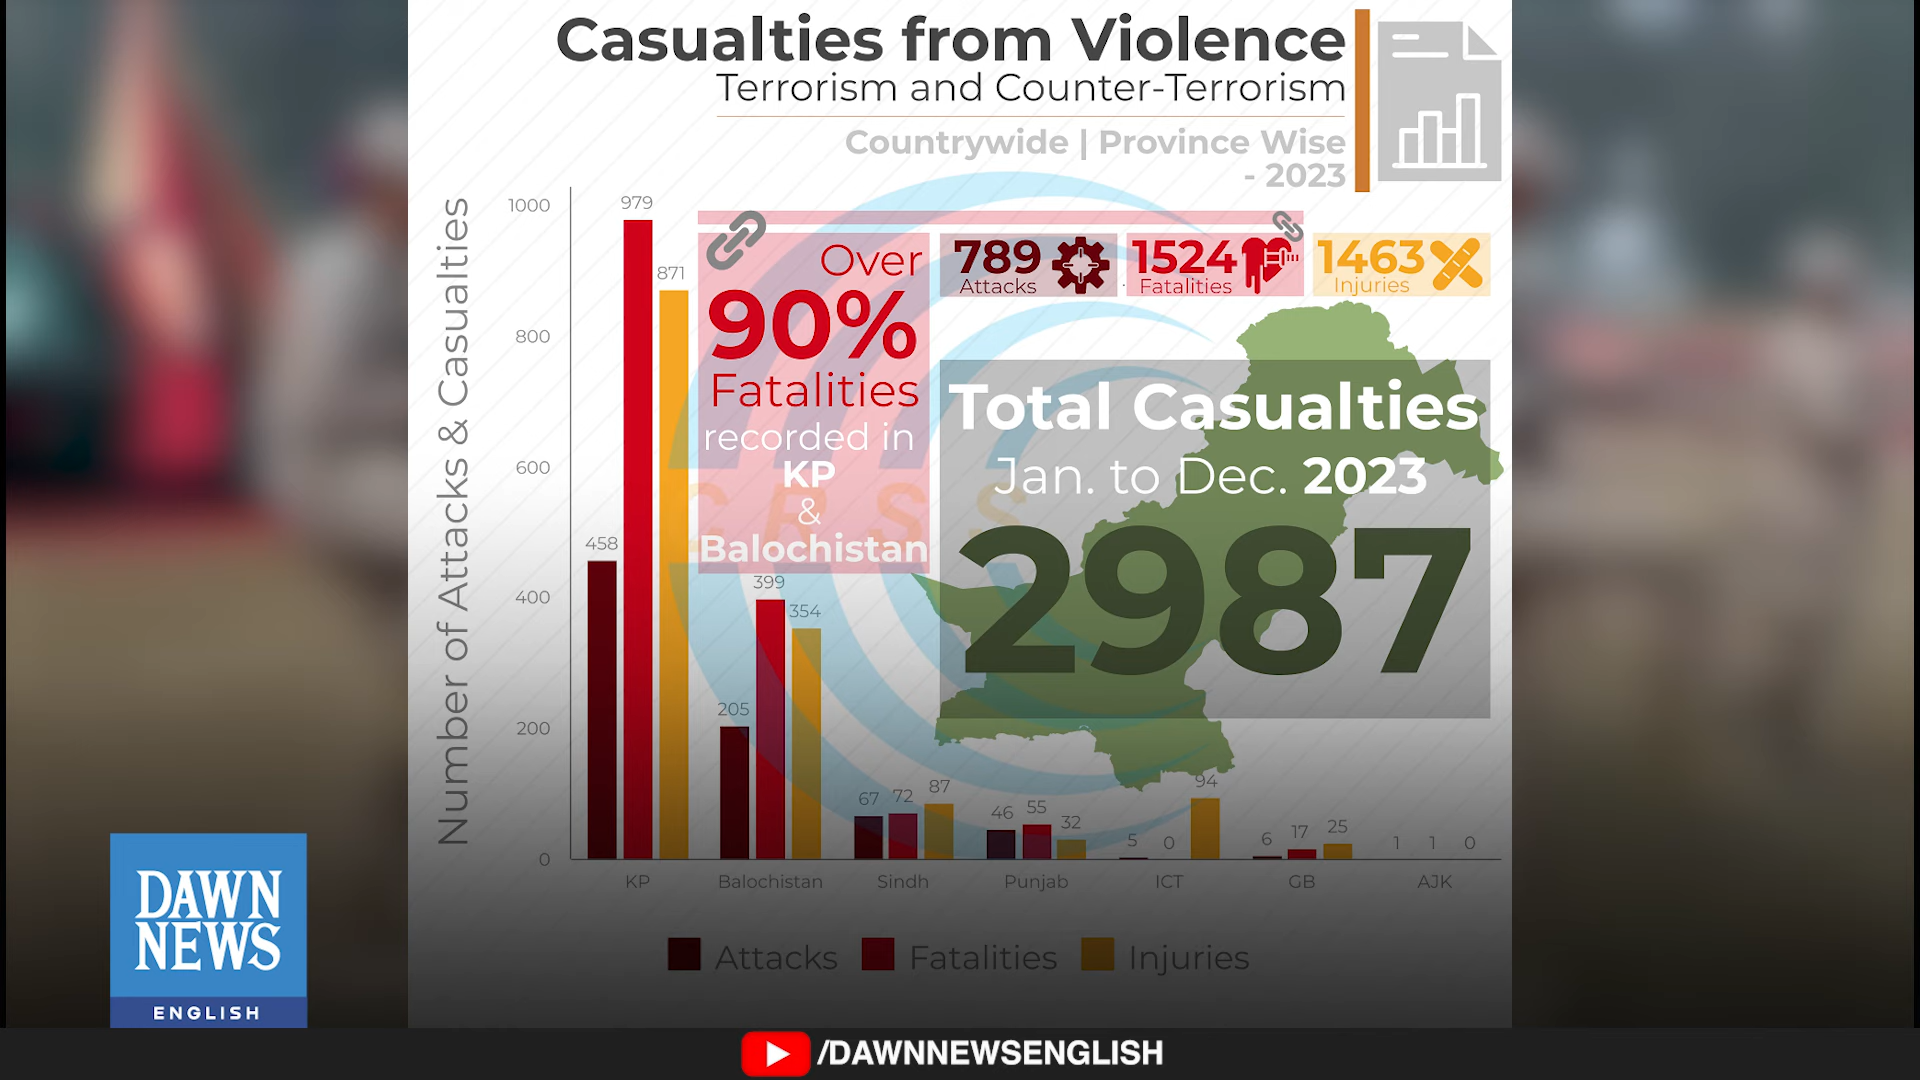 Casualties from Violence
Terrorism and Counter-Terrorism
Countrywide | Province Wise
- 2023
Number of Attacks & Casualties
1000
800
600
400
200
0
979
871
458
399
354
205
67
72
87
46
55
32
5
0
94
6
17
25
1
1
0
Over
90%
Fatalities
recorded in
KP
&
Balochistan
789
Attacks
1524
Fatalities
1463
Injuries
Total Casualties
Jan. to Dec. 2023
2987
CRSS
KP
Balochistan
Sindh
Punjab
ICT
GB
AJK
Attacks
Fatalities
Injuries
DAWN
NEWS
ENGLISH
/DAWNNEWSENGLISH